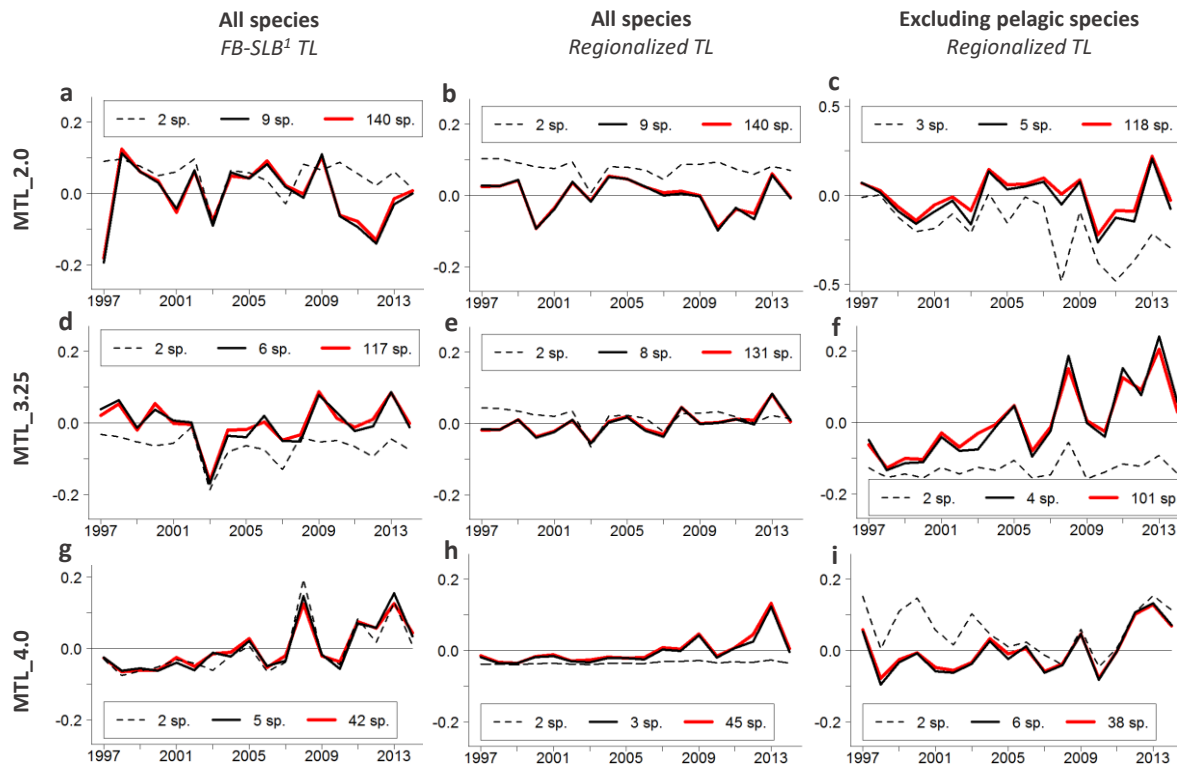 All species
FB-SLB¹ TL
All species
Regionalized TL
Excluding pelagic species
Regionalized TL
MTL_2.0
a
2 sp. 9 sp. 140 sp.
0.2
0.0
-0.2
1997 2001 2005 2009 2013
b
2 sp. 9 sp. 140 sp.
0.2
0.0
-0.2
1997 2001 2005 2009 2013
c
3 sp. 5 sp. 118 sp.
0.5
0.0
-0.5
1997 2001 2005 2009 2013
MTL_3.25
d
2 sp. 6 sp. 117 sp.
0.2
0.0
-0.2
1997 2001 2005 2009 2013
e
2 sp. 8 sp. 131 sp.
0.2
0.0
-0.2
1997 2001 2005 2009 2013
f
0.2
0.0
-0.2
2 sp. 4 sp. 101 sp.
1997 2001 2005 2009 2013
MTL_4.0
g
0.2
0.0
-0.2
2 sp. 5 sp. 42 sp.
1997 2001 2005 2009 2013
h
0.2
0.0
-0.2
2 sp. 3 sp. 45 sp.
1997 2001 2005 2009 2013
i
0.2
0.0
-0.2
2 sp. 6 sp. 38 sp.
1997 2001 2005 2009 2013